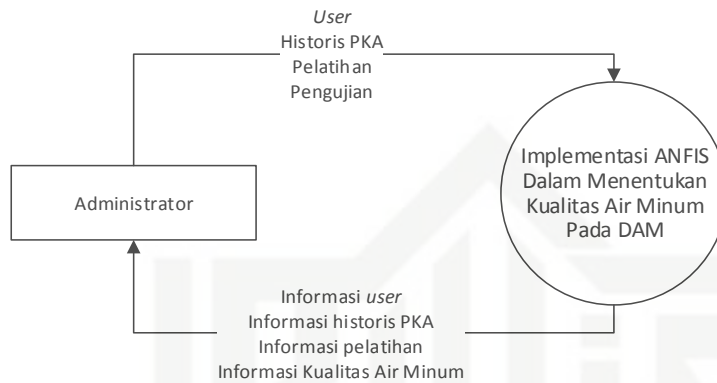 User
Historis PKA
Pelatihan
Pengujian
Administrator
Implementasi ANFIS
Dalam Menentukan
Kualitas Air Minum
Pada DAM
Informasi user
Informasi historis PKA
Informasi pelatihan
Informasi Kualitas Air Minum